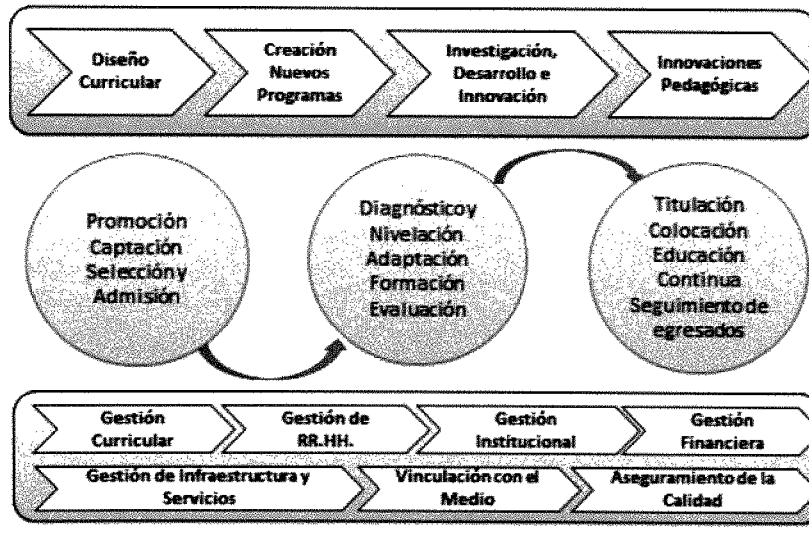 Diseño
Curricular
Creación
Nuevos
Programas
Investigación,
Desarrollo e
Innovación
Innovaciones
Pedagógicas
Promoción
Captación
Selección y
Admisión
Diagnóstico y
Nivelación
Adaptación
Formación
Evaluación
Titulación
Colocación
Educación
Continua
Seguimiento de
egresados
Gestión
Curricular
Gestión de
RR.HH.
Gestión
Institucional
Gestión
Financiera
Gestión de Infraestructura y
Servicios
Vinculación con el
Medio
Aseguramiento de la
Calidad